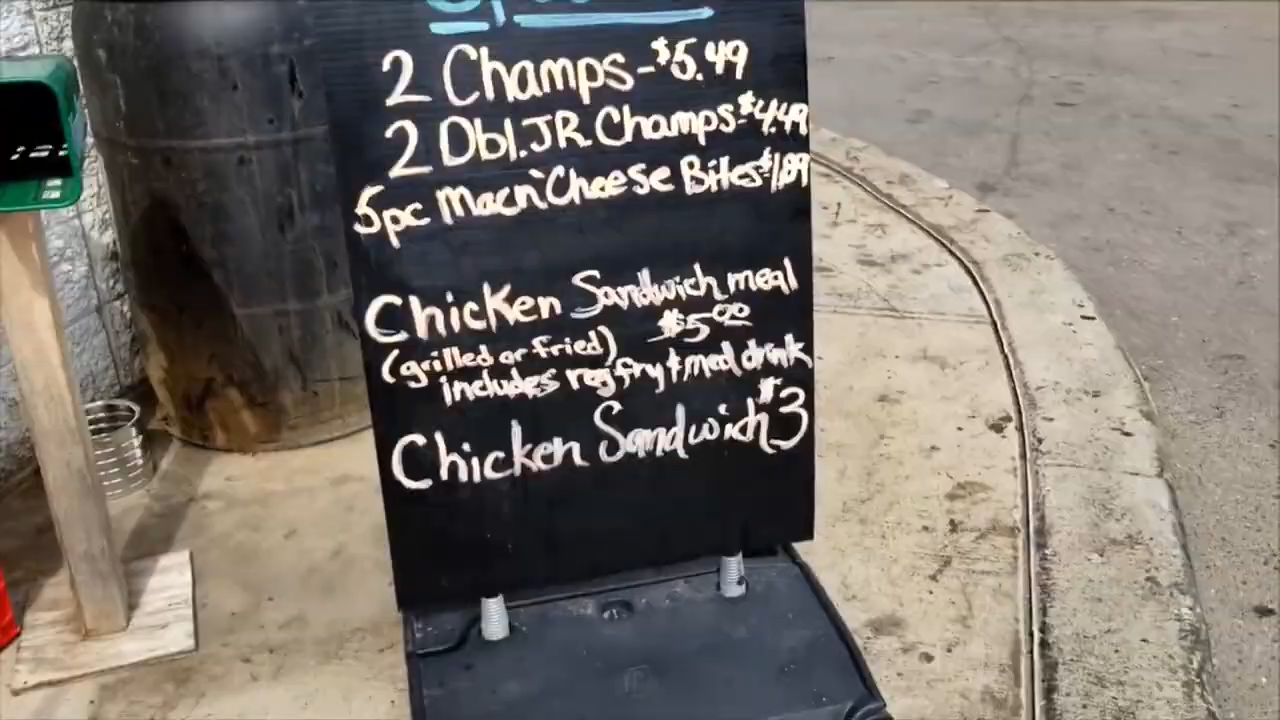 2 Champs-$5.49
2 Dbl.JR.Champs-$4.49
5pc Macn'Cheese Bites-$1.89
Chicken Sandwich meal
(grilled or fried) $5.00
includes reg fry + med drink
Chicken Sandwich $3